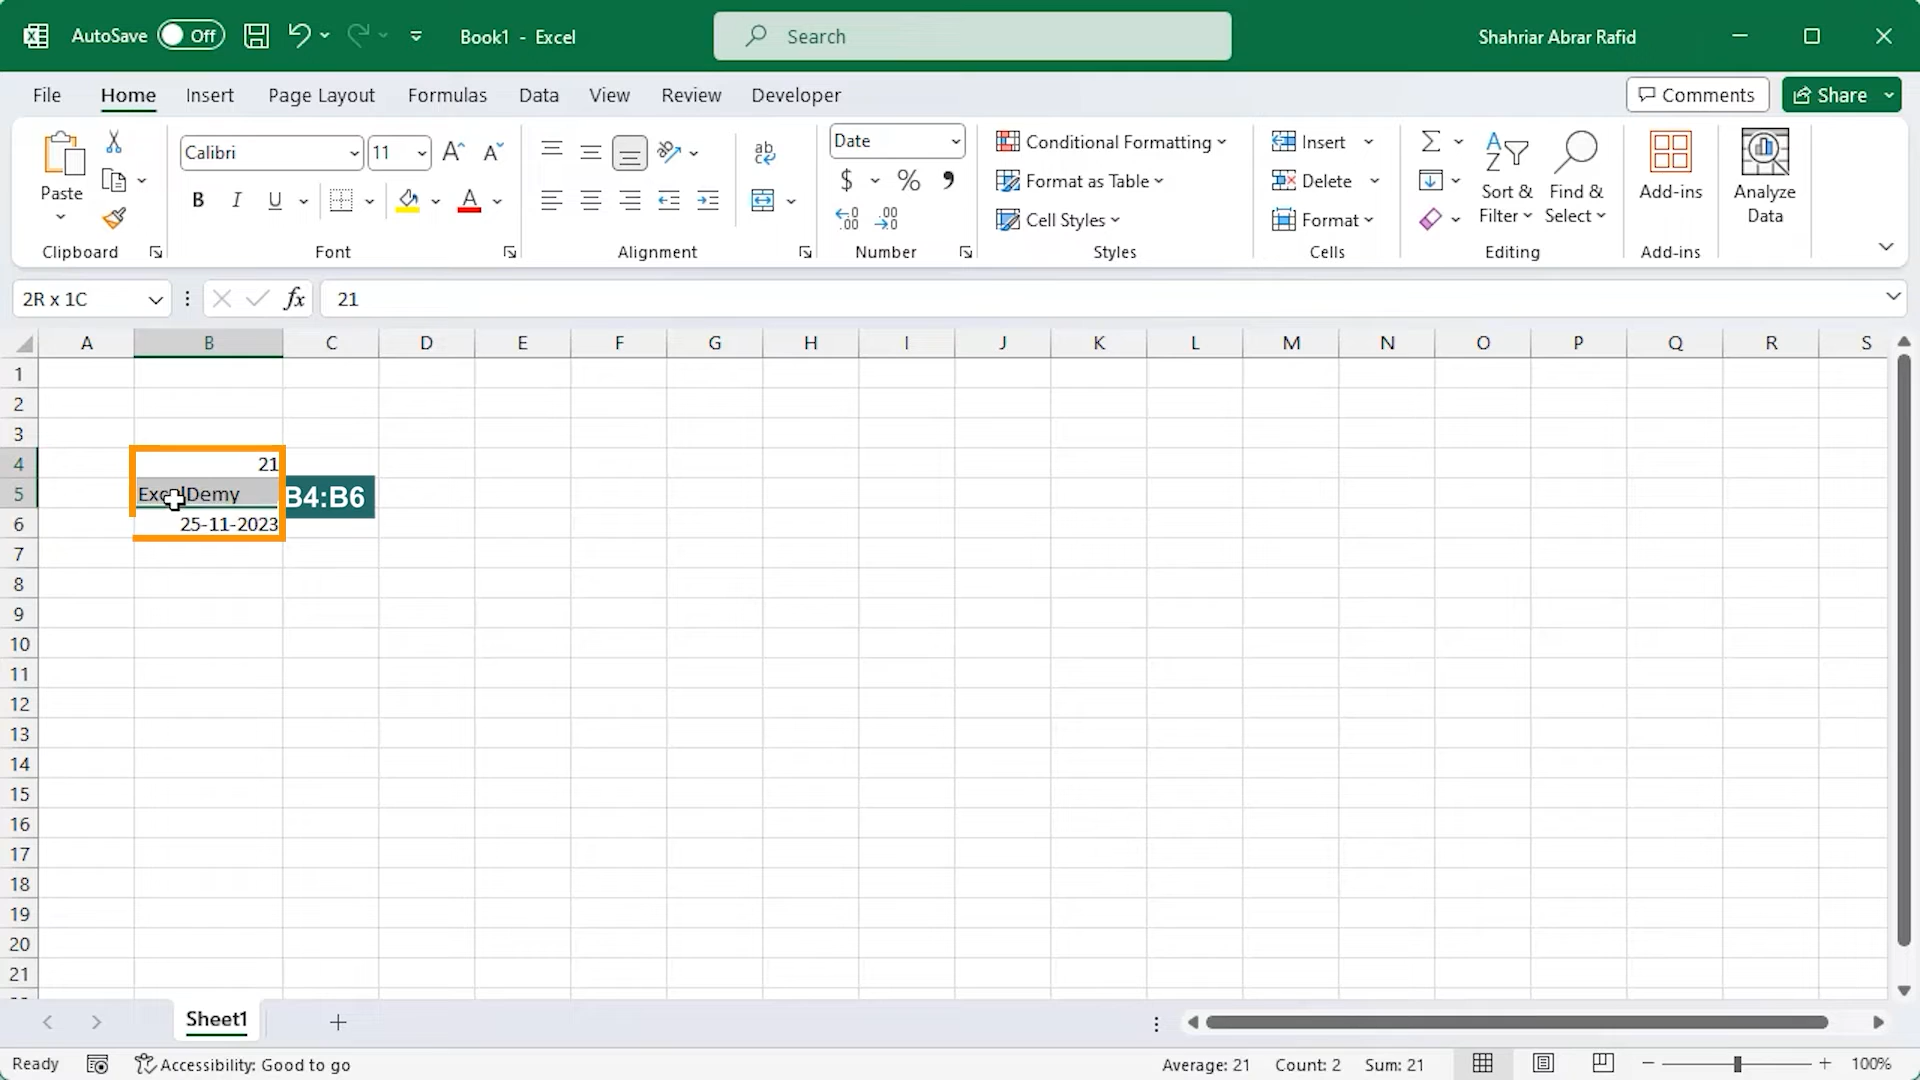 AutoSave Off Book1 - Excel Search Shahriar Abrar Rafid
File Home Insert Page Layout Formulas Data View Review Developer Comments Share
Paste Calibri 11 A A ab Date Conditional Formatting Insert Sort & Filter Find & Select Add-ins Analyze Data
$ % 9 Format as Table Delete
B I U A Cell Styles Format
Clipboard Font Alignment Number Styles Cells Editing Add-ins
2R x 1C fx 21
A B C D E F G H I J K L M N O P Q R S
1
2
3
4 21
5 ExcelDemy B4:B6
6 25-11-2023
7
8
9
10
11
12
13
14
15
16
17
18
19
20
21
Sheet1
Ready Accessibility: Good to go Average: 21 Count: 2 Sum: 21 100%